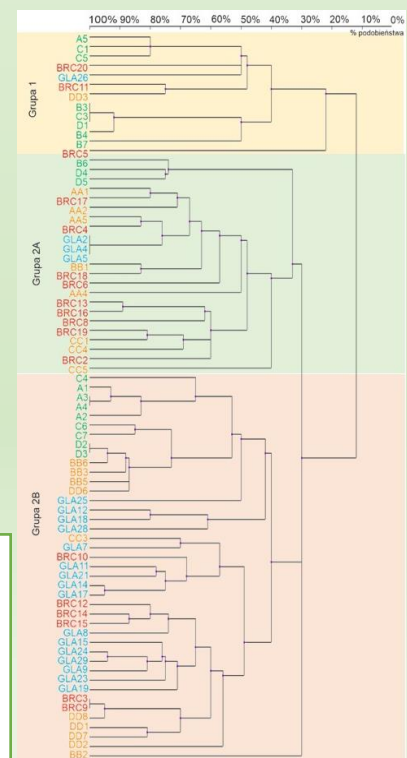 100% 90% 80% 70% 60% 50% 40% 30% 20% 10% 0%
% podobieństwa
Grupa 1
A5
C1
C5
BRC20
GLA26
BRC11
DD3
B3
C3
D1
B4
B7
BRC5
Grupa 2A
B6
D4
D5
AA1
BRC17
AA2
AA5
BRC4
GLA2
GLA4
GLA5
BB1
BRC18
BRC6
AA4
BRC13
BRC16
BRC8
BRC19
CC1
CC4
BRC2
CC5
Grupa 2B
C4
A1
A3
A4
A2
C6
C7
D2
D3
BB6
BB3
BB5
DD6
GLA25
GLA12
GLA18
GLA28
CC3
GLA7
BRC10
GLA11
GLA21
GLA14
GLA17
BRC12
BRC14
BRC15
GLA8
GLA15
GLA24
GLA29
GLA9
GLA23
GLA19
BRC3
BRC9
DD8
DD1
DD7
DD2
BB2